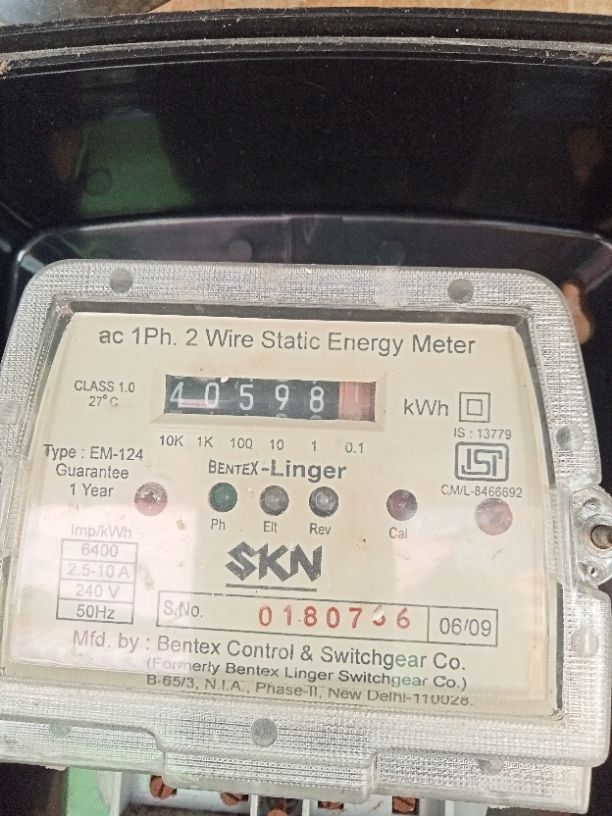 ac 1Ph. 2 Wire Static Energy Meter
CLASS 1.0
27°C
40598
kWh
10K 1K 100 10 1 0.1
IS : 13779
ISI
CM/L-8466692
Type : EM-124
Guarantee
1 Year
BENTEX-Linger
Ph Elt Rev Cal
SKN
Imp/kWh
6400
2.5-10 A
240 V
50Hz
S.No. 0180766 06/09
Mfd. by : Bentex Control & Switchgear Co.
(Formerly Bentex Linger Switchgear Co.)
B-65/3, N.I.A., Phase-II, New Delhi-110028.